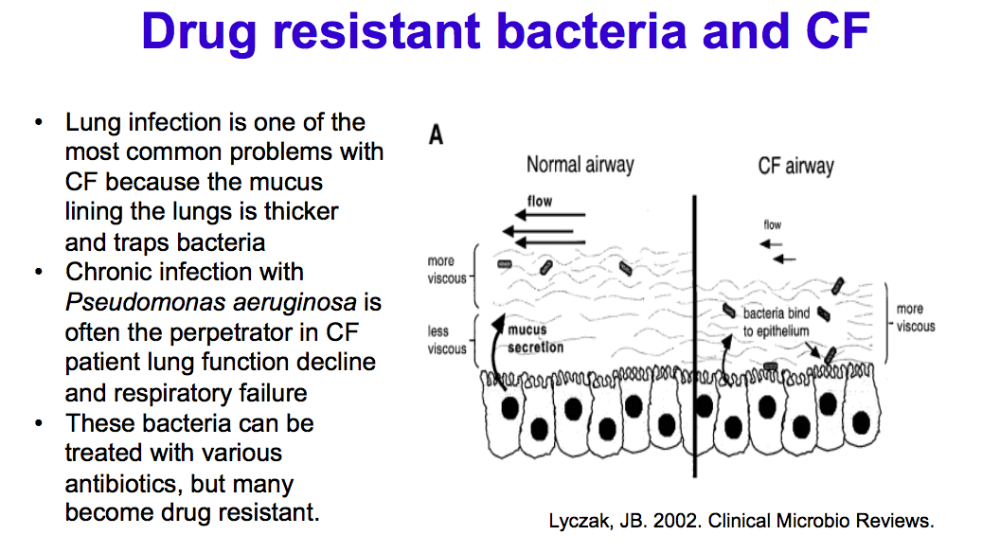 Drug resistant bacteria and CF
• Lung infection is one of the
most common problems with
CF because the mucus
lining the lungs is thicker
and traps bacteria
• Chronic infection with
Pseudomonas aeruginosa is
often the perpetrator in CF
patient lung function decline
and respiratory failure
• These bacteria can be
treated with various
antibiotics, but many
become drug resistant.
A
Normal airway
flow
more
viscous
less
viscous
mucus
secretion
CF airway
flow
bacteria bind
to epithelium
more
viscous
Lyczak, JB. 2002. Clinical Microbio Reviews.